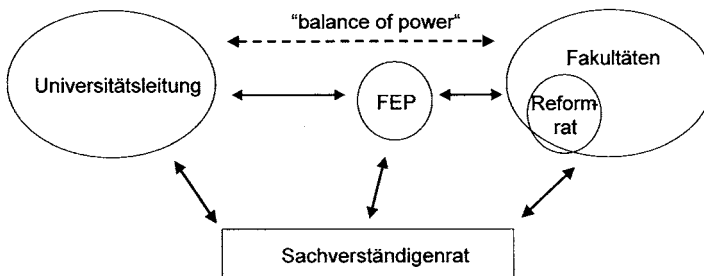 "balance of power"
Universitätsleitung
FEP
Fakultäten
Reform-
rat
Sachverständigenrat